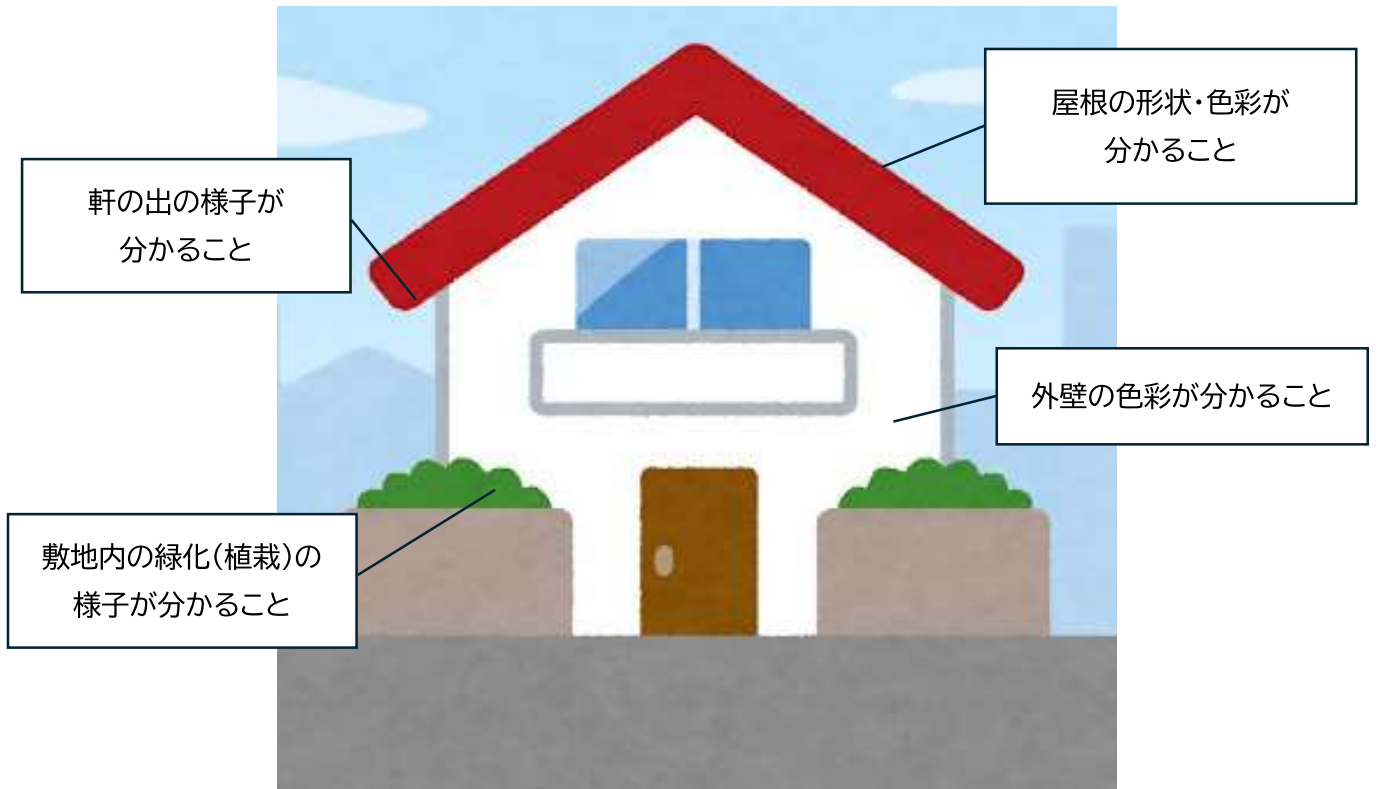 屋根の形状・色彩が
分かること
軒の出の様子が
分かること
外壁の色彩が分かること
敷地内の緑化（植栽）の
様子が分かること